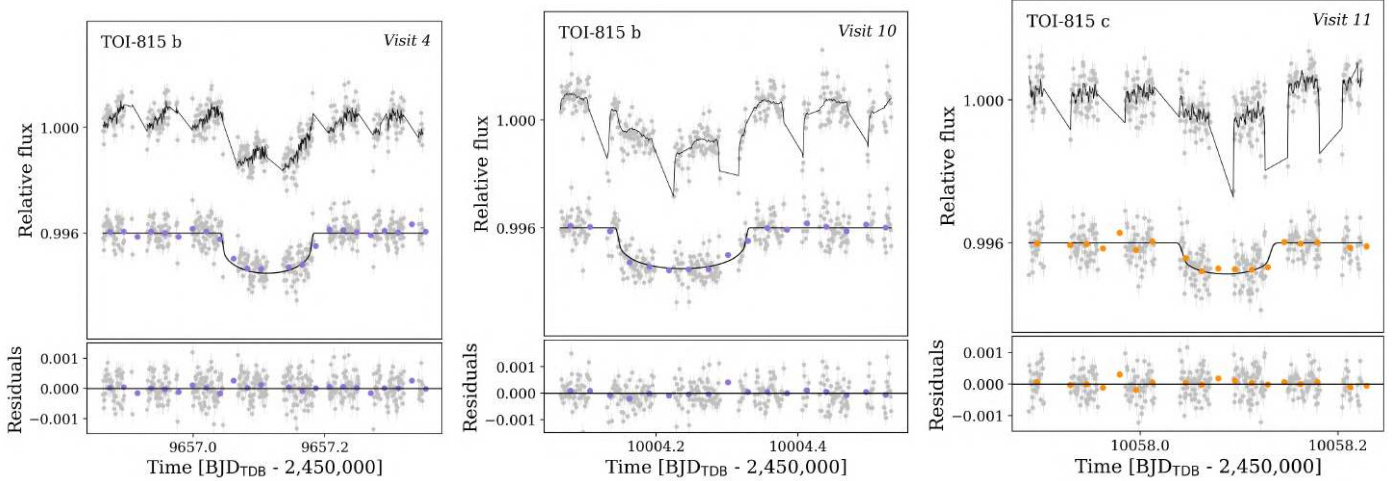 TOI-815 b
Visit 4
Relative flux
1.000
0.996
Residuals
0.001
0.000
−0.001
9657.0
9657.2
Time [BJD_TDB - 2,450,000]
TOI-815 b
Visit 10
Relative flux
1.000
0.996
Residuals
0.001
0.000
−0.001
10004.2
10004.4
Time [BJD_TDB - 2,450,000]
TOI-815 c
Visit 11
Relative flux
1.000
0.996
Residuals
0.001
0.000
−0.001
10058.0
10058.2
Time [BJD_TDB - 2,450,000]